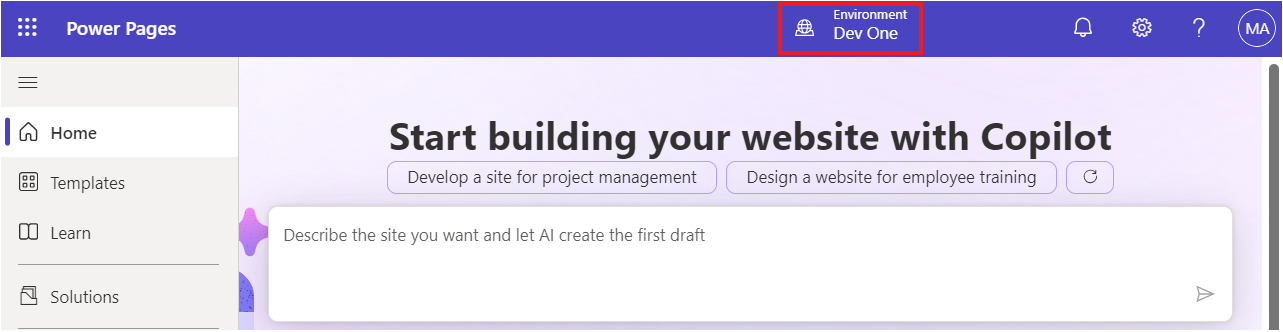 Power Pages
Environment
Dev One
?
MA
Home
Templates
Learn
Solutions
Start building your website with Copilot
Develop a site for project management
Design a website for employee training
Describe the site you want and let AI create the first draft